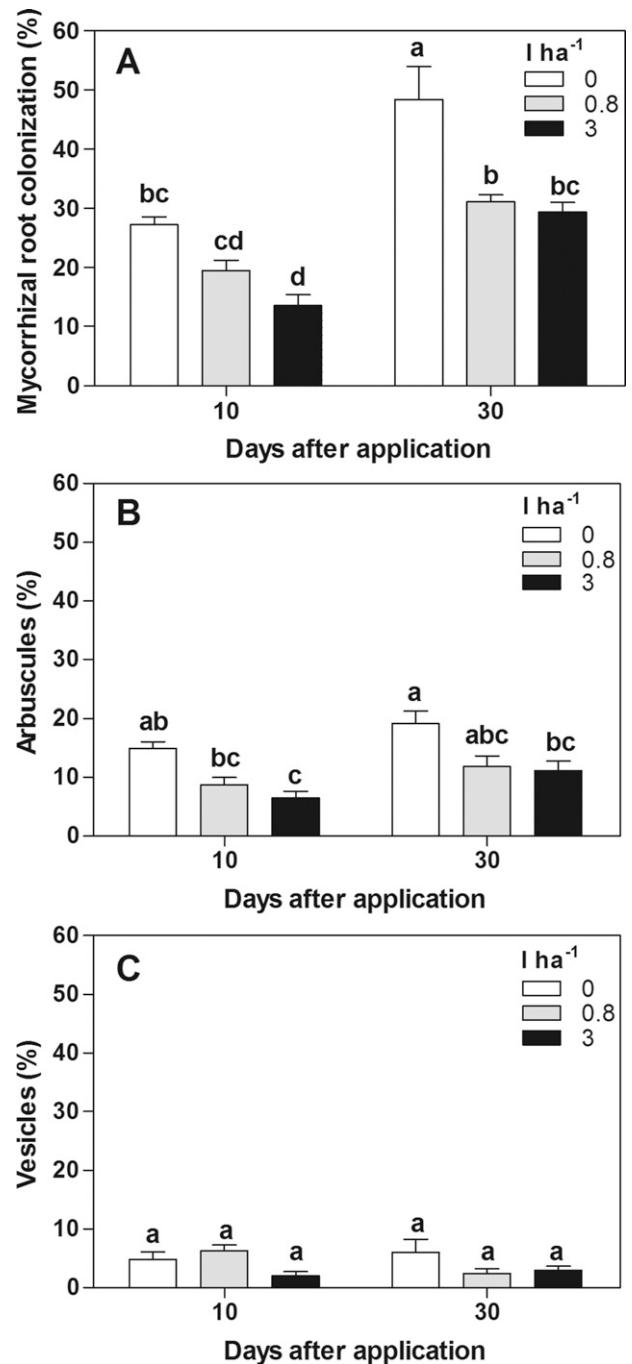 Mycorrhizal root colonization (%)
60
50
40
30
20
10
0
A
l ha⁻¹
0
0.8
3
bc
cd
d
a
b
bc
10
30
Days after application
Arbuscules (%)
60
50
40
30
20
10
0
B
l ha⁻¹
0
0.8
3
ab
bc
c
a
abc
bc
10
30
Days after application
Vesicles (%)
60
50
40
30
20
10
0
C
l ha⁻¹
0
0.8
3
a
a
a
a
a
a
10
30
Days after application